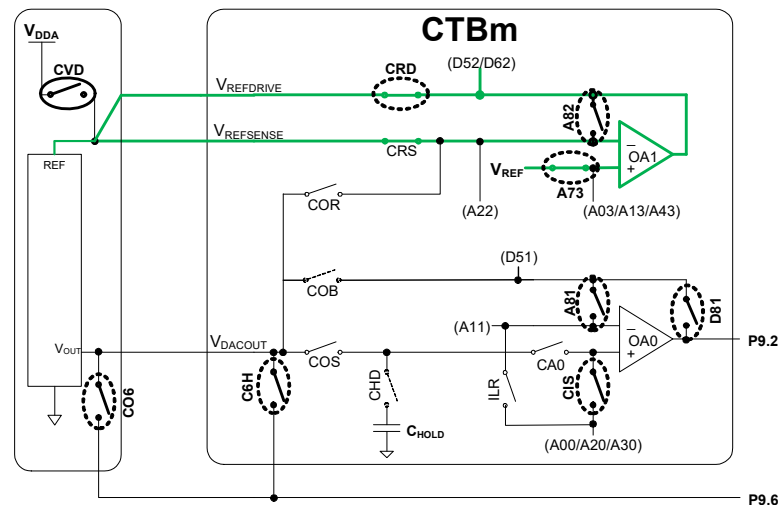 CTBm
VDDA
CVD
CRD
(D52/D62)
VREFDRIVE
A82
VREFSENSE
CRS
−
OA1
+
REF
VREF
A73
COR
(A22)
(A03/A13/A43)
(D51)
COB
A81
D81
(A11)
−
OA0
+
P9.2
VOUT
VDACOUT
COS
CA0
CO6
C6H
CHD
ILR
CIS
CHOLD
(A00/A20/A30)
P9.6